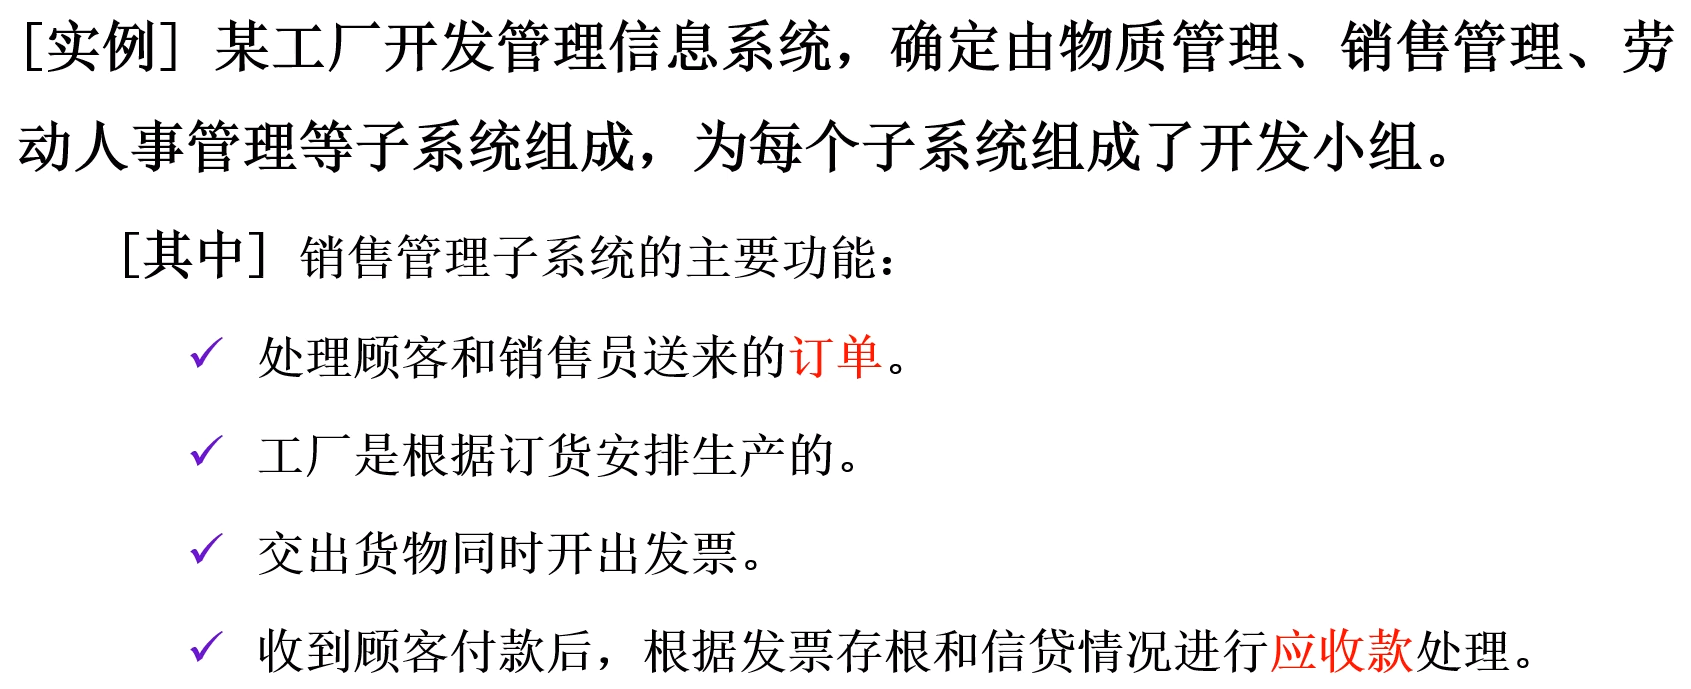 [实例] 某工厂开发管理信息系统，确定由物质管理、销售管理、劳
动人事管理等子系统组成，为每个子系统组成了开发小组。
[其中] 销售管理子系统的主要功能：
✓ 处理顾客和销售员送来的订单。
✓ 工厂是根据订货安排生产的。
✓ 交出货物同时开出发票。
✓ 收到顾客付款后，根据发票存根和信贷情况进行应收款处理。